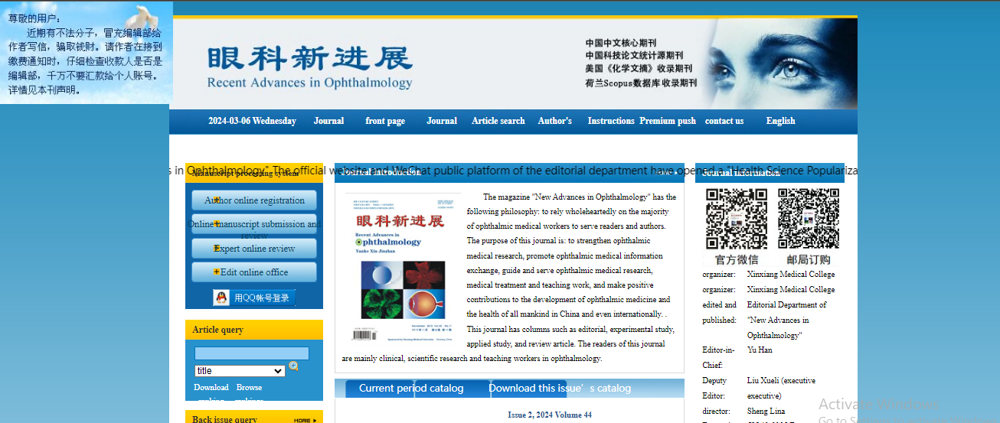 尊敬的用户：
近期有不法分子，冒充编辑部给
作者写信，骗取钱财。请作者在接到
缴费通知时，仔细检查收款人是否是
编辑部，千万不要汇款给个人账号。
详情见本刊声明。
眼科新进展
Recent Advances in Ophthalmology
中国中文核心期刊
中国科技论文统计源期刊
美国《化学文摘》收录期刊
荷兰Scopus数据库收录期刊
2024-03-06 Wednesday Journal front page Journal Article search Author's Instructions Premium push contact us English
s in Ophthalmology" The official website and WeChat public platform of the editorial department have opened a "Health Science Populariza
Manuscript processing system
Author online registration
Online manuscript submission and
review
Expert online review
Edit online office
用QQ帐号登录
Article query
title
Download Browse
ranking rankings
Back issue query
MORE
Journal introduction
眼科新进展
Recent Advances in
Ophthalmology
Yanke Xin Jinzhan
The magazine "New Advances in Ophthalmology" has the
following philosophy: to rely wholeheartedly on the majority
of ophthalmic medical workers to serve readers and authors.
The purpose of this journal is: to strengthen ophthalmic
medical research, promote ophthalmic medical information
exchange, guide and serve ophthalmic medical research,
medical treatment and teaching work, and make positive
contributions to the development of ophthalmic medicine and
the health of all mankind in China and even internationally. .
This journal has columns such as editorial, experimental study,
applied study, and review article. The readers of this journal
are mainly clinical, scientific research and teaching workers in ophthalmology.
Current period catalog Download this issue's catalog
Issue 2, 2024 Volume 44
Journal information
官方微信 邮局订购
organizer: Xinxiang Medical College
organizer: Xinxiang Medical College
edited and Editorial Department of
published: "New Advances in
Ophthalmology"
Editor-in- Yu Han
Chief:
Deputy Liu Xueli (executive
Editor: executive)
director: Sheng Lina
Activate Windows